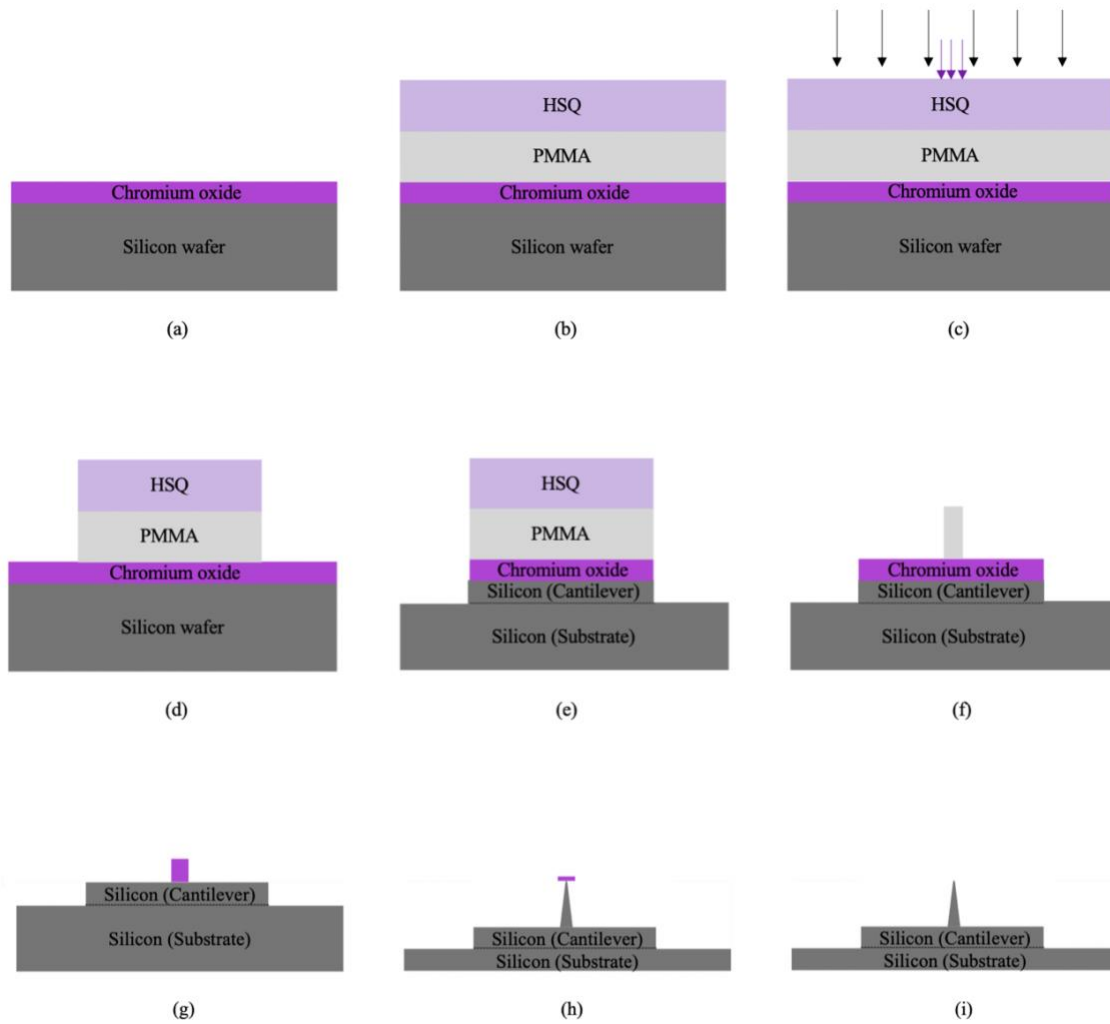 Chromium oxide
Silicon wafer
(a)
HSQ
PMMA
Chromium oxide
Silicon wafer
(b)
HSQ
PMMA
Chromium oxide
Silicon wafer
(c)
HSQ
PMMA
Chromium oxide
Silicon wafer
(d)
HSQ
PMMA
Chromium oxide
Silicon (Cantilever)
Silicon (Substrate)
(e)
Chromium oxide
Silicon (Cantilever)
Silicon (Substrate)
(f)
Silicon (Cantilever)
Silicon (Substrate)
(g)
Silicon (Cantilever)
Silicon (Substrate)
(h)
Silicon (Cantilever)
Silicon (Substrate)
(i)